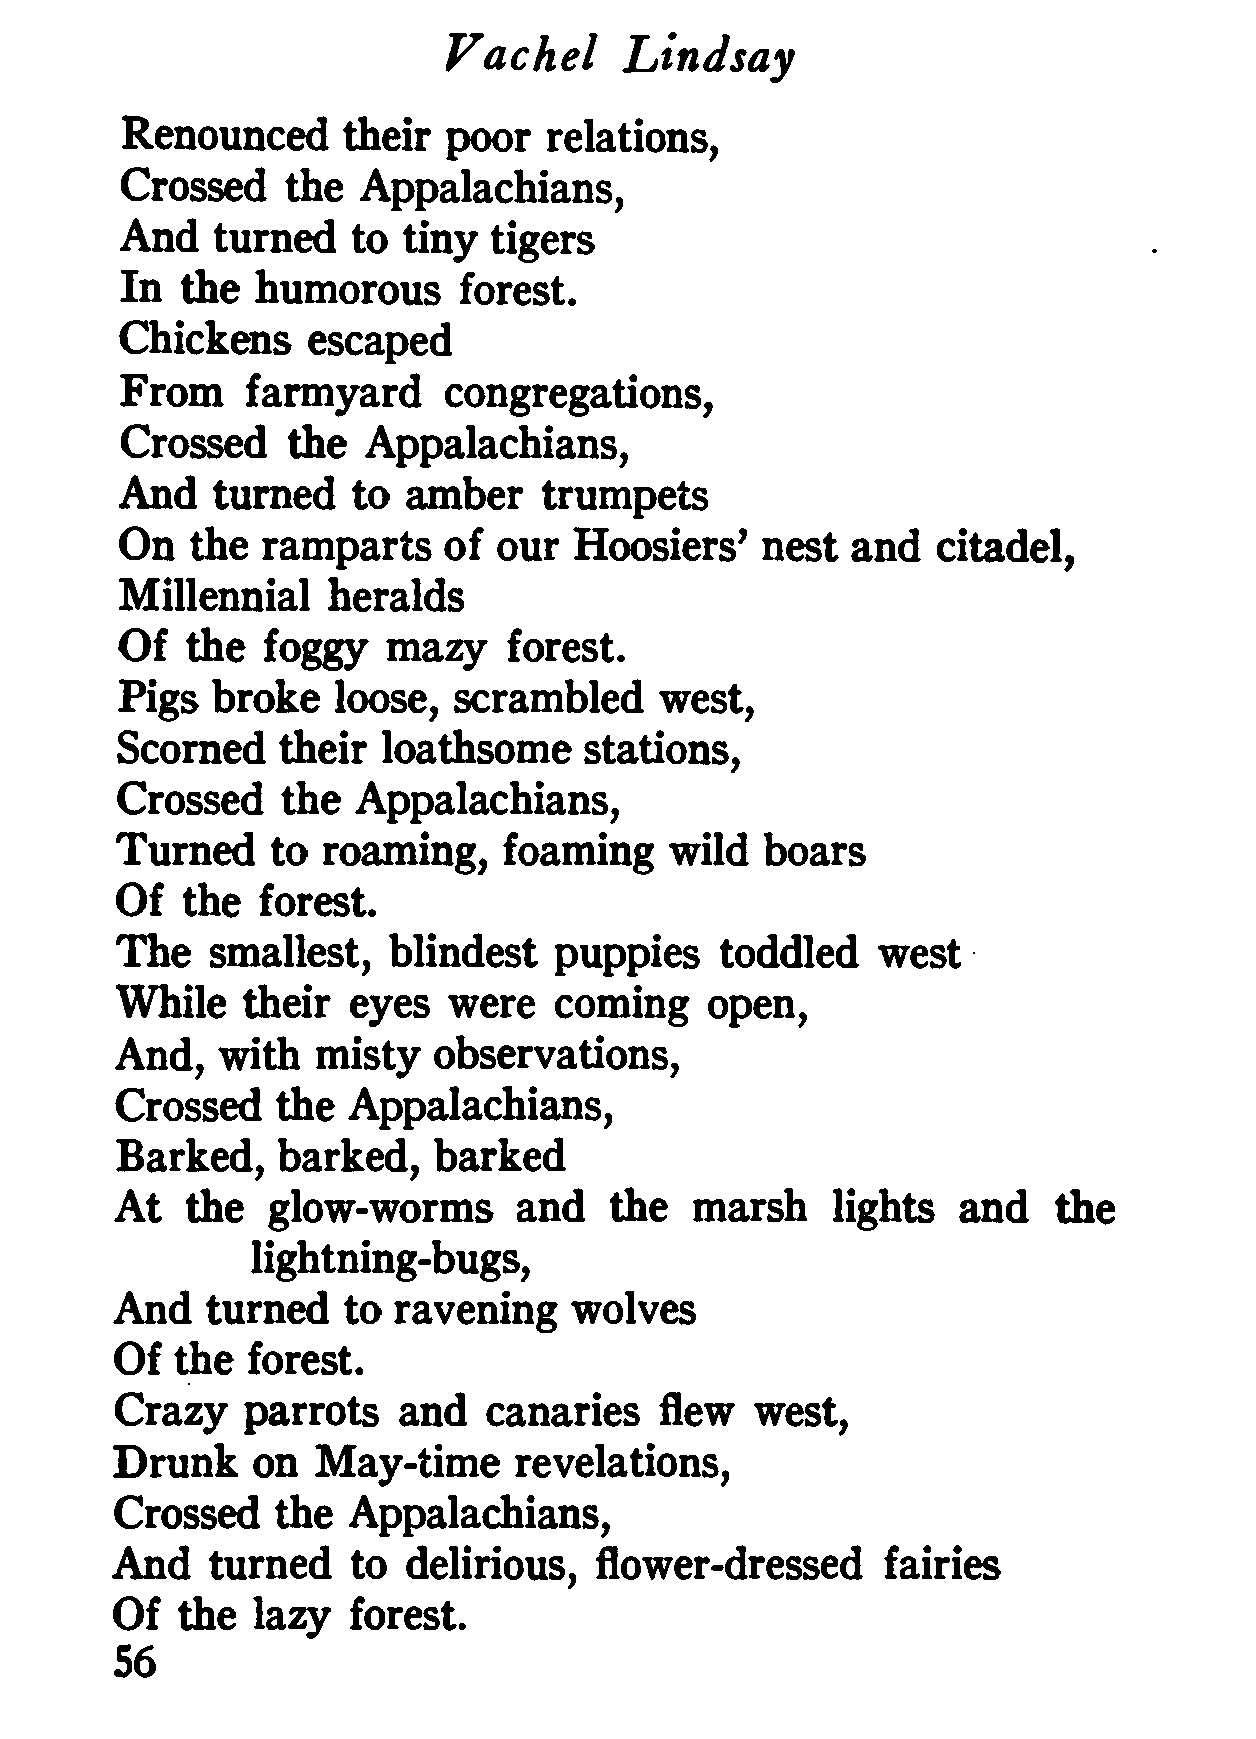 Vachel Lindsay
Renounced their poor relations,
Crossed the Appalachians,
And turned to tiny tigers
In the humorous forest.
Chickens escaped
From farmyard congregations,
Crossed the Appalachians,
And turned to amber trumpets
On the ramparts of our Hoosiers' nest and citadel,
Millennial heralds
Of the foggy mazy forest.
Pigs broke loose, scrambled west,
Scorned their loathsome stations,
Crossed the Appalachians,
Turned to roaming, foaming wild boars
Of the forest.
The smallest, blindest puppies toddled west
While their eyes were coming open,
And, with misty observations,
Crossed the Appalachians,
Barked, barked, barked
At the glow-worms and the marsh lights and the
lightning-bugs,
And turned to ravening wolves
Of the forest.
Crazy parrots and canaries flew west,
Drunk on May-time revelations,
Crossed the Appalachians,
And turned to delirious, flower-dressed fairies
Of the lazy forest.
56